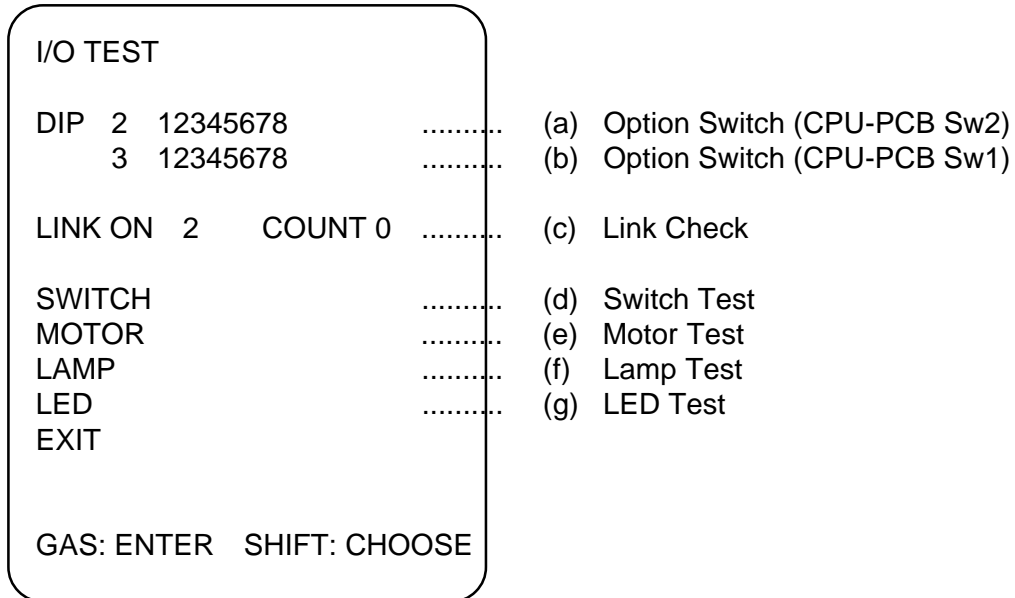 I/O TEST
DIP 2 12345678 .......... (a) Option Switch (CPU-PCB Sw2)
3 12345678 .......... (b) Option Switch (CPU-PCB Sw1)
LINK ON 2 COUNT 0 .......... (c) Link Check
SWITCH .......... (d) Switch Test
MOTOR .......... (e) Motor Test
LAMP .......... (f) Lamp Test
LED .......... (g) LED Test
EXIT
GAS: ENTER SHIFT: CHOOSE